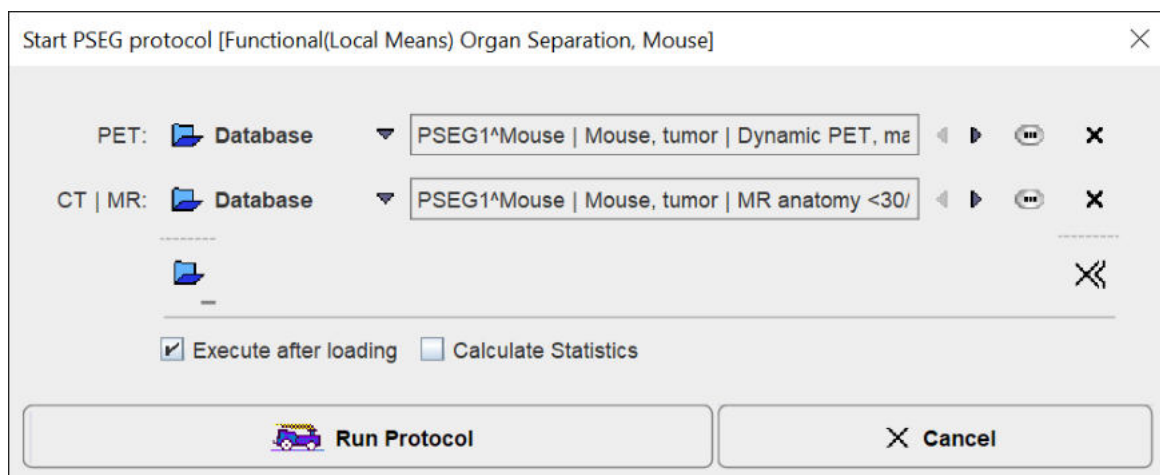 Start PSEG protocol [Functional(Local Means) Organ Separation, Mouse]
PET: Database PSEG1^Mouse | Mouse, tumor | Dynamic PET, ma
CT | MR: Database PSEG1^Mouse | Mouse, tumor | MR anatomy <30/
Execute after loading Calculate Statistics
Run Protocol Cancel